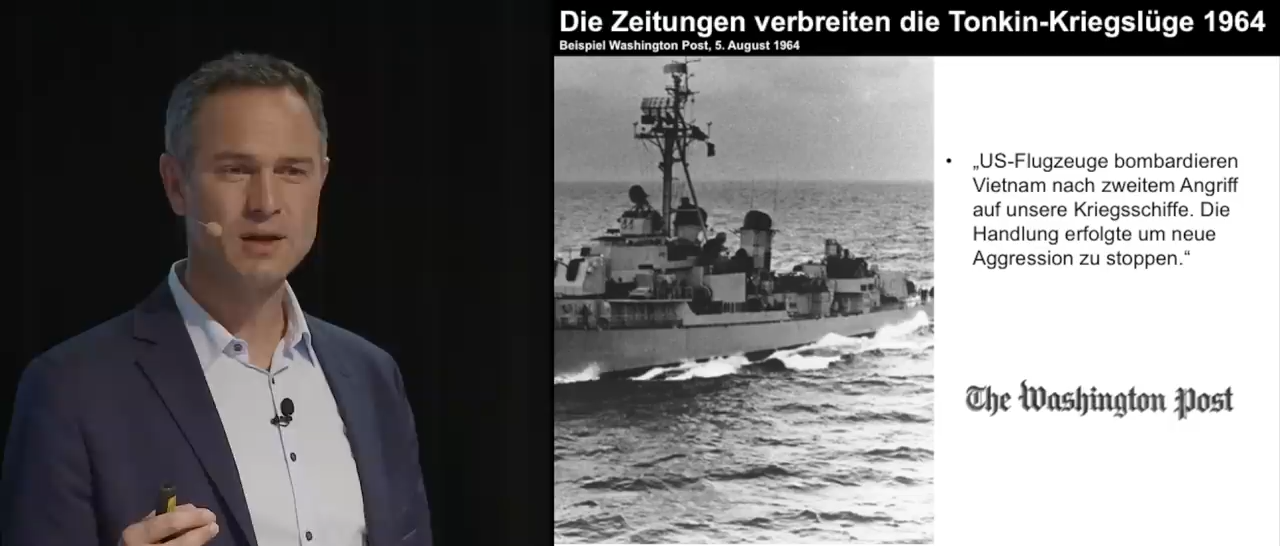 Die Zeitungen verbreiten die Tonkin-Kriegslüge 1964
Beispiel Washington Post, 5. August 1964
• „US-Flugzeuge bombardieren
Vietnam nach zweitem Angriff
auf unsere Kriegsschiffe. Die
Handlung erfolgte um neue
Aggression zu stoppen.“
The Washington Post